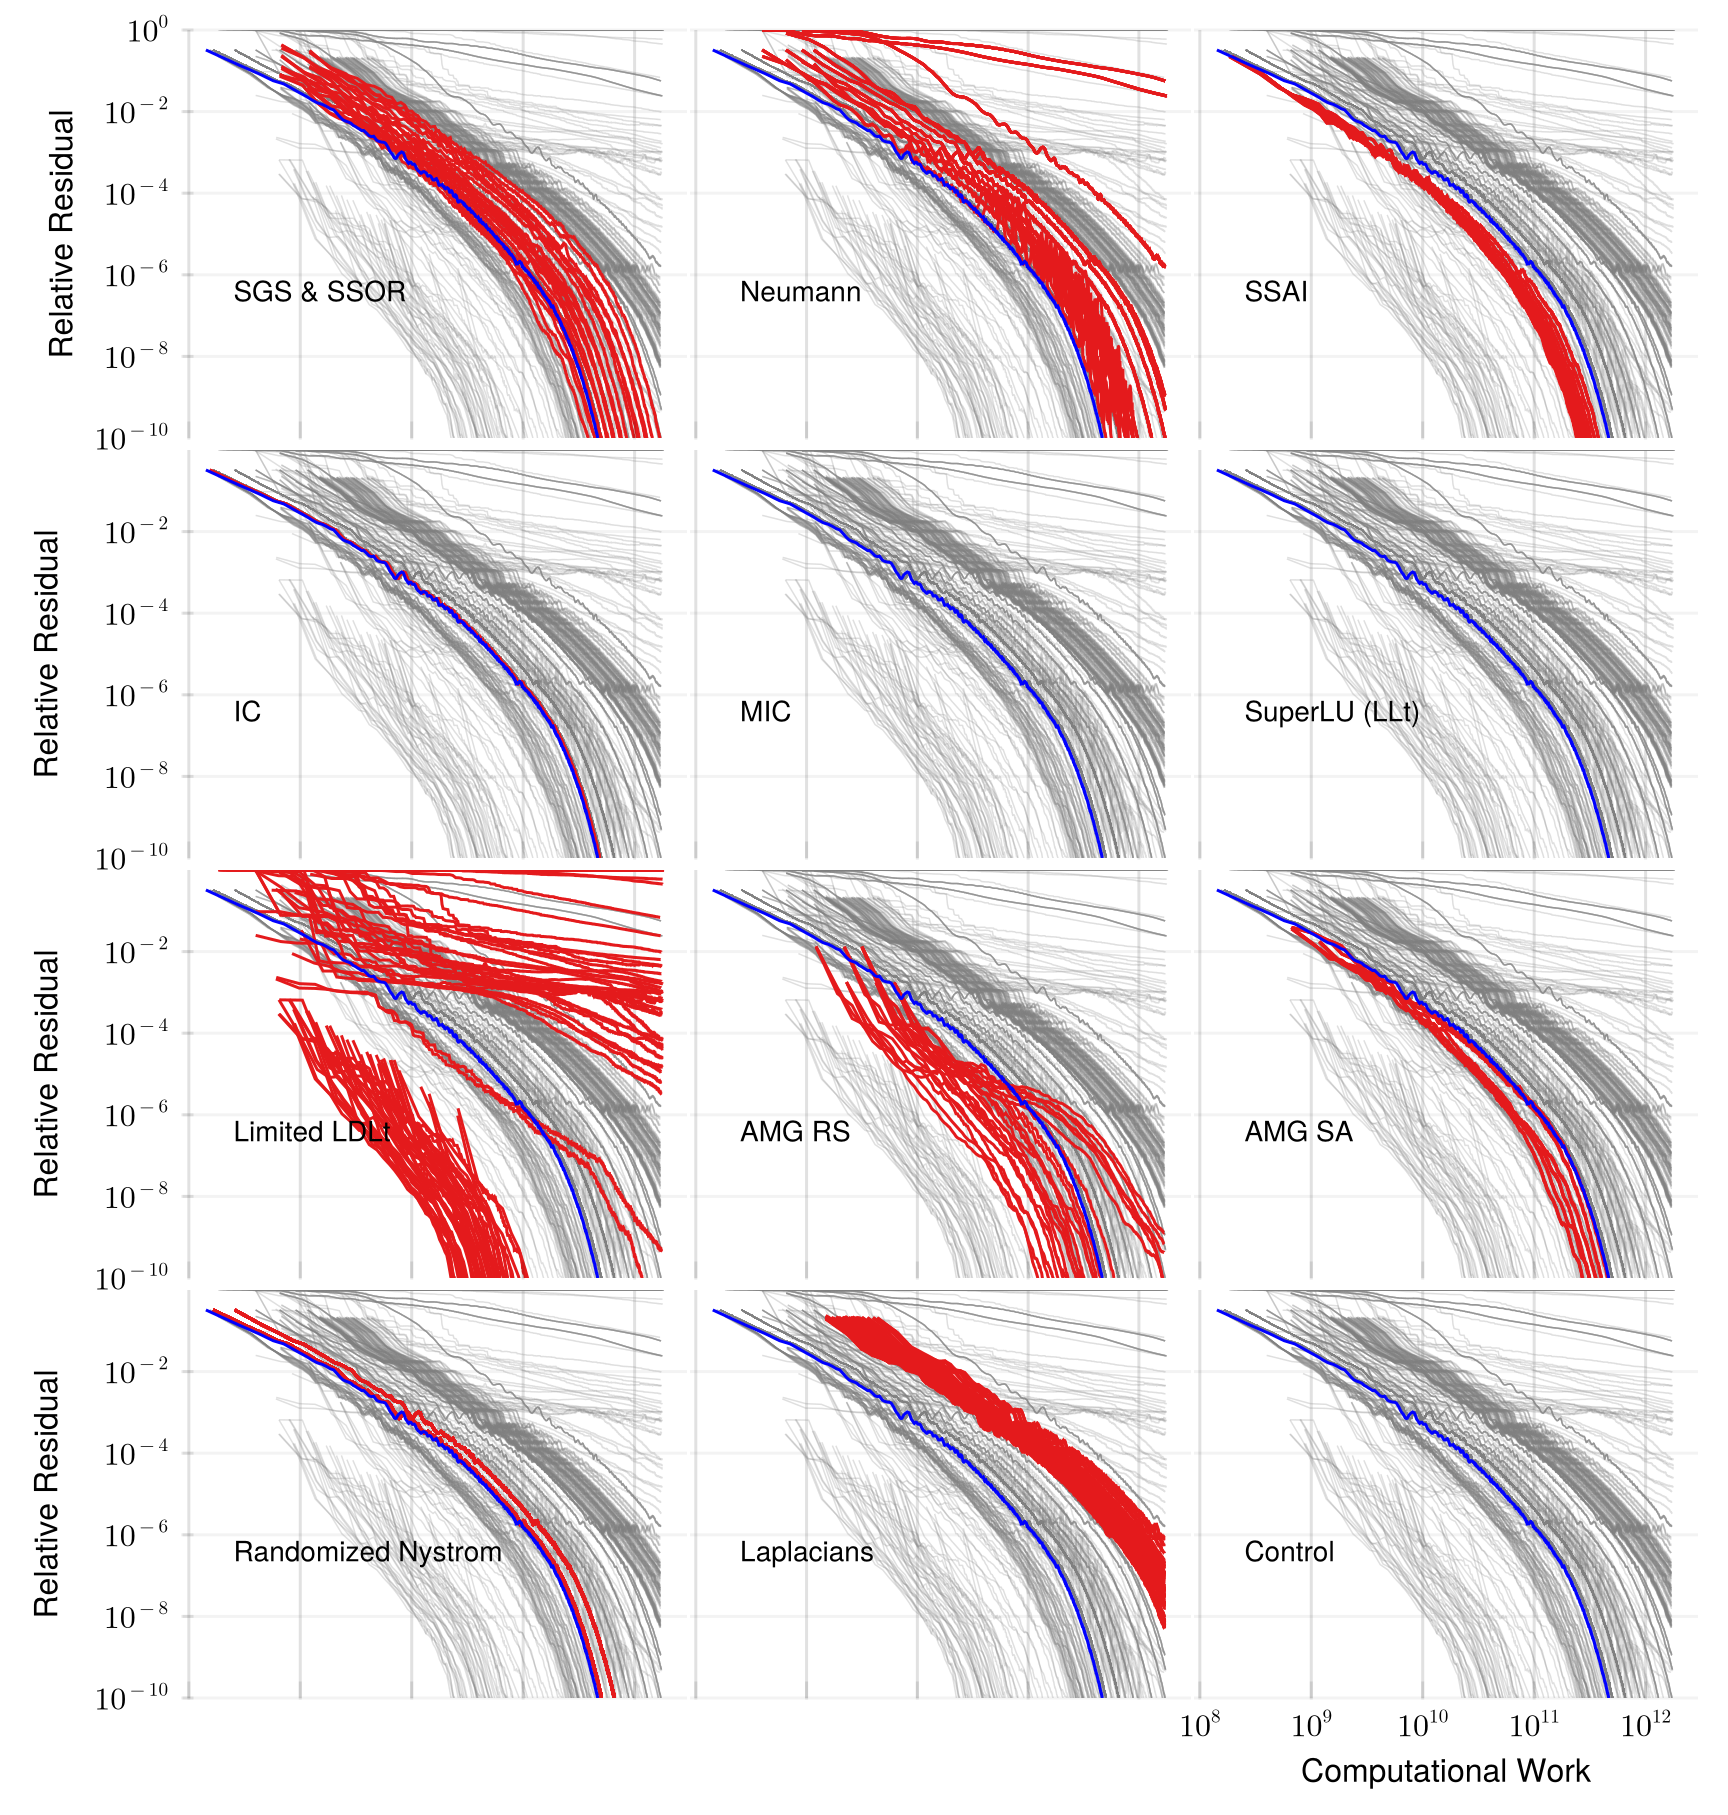 10^0
10^−2
10^−4
10^−6
10^−8
10^−10
Relative Residual
SGS & SSOR
Neumann
SSAI
10^−2
10^−4
10^−6
10^−8
10^−10
Relative Residual
IC
MIC
SuperLU (LLt)
10^−2
10^−4
10^−6
10^−8
10^−10
Relative Residual
Limited LDLt
AMG RS
AMG SA
10^−2
10^−4
10^−6
10^−8
10^−10
Relative Residual
Randomized Nystrom
Laplacians
Control
10^8 10^9 10^10 10^11 10^12
Computational Work